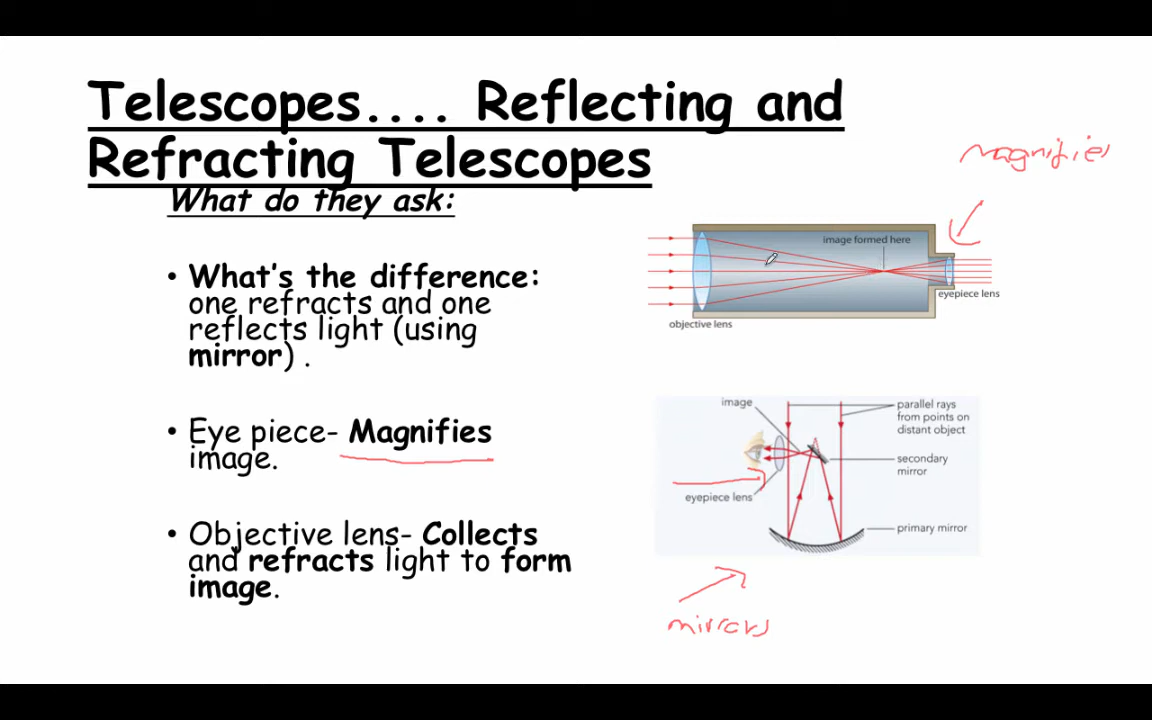 Telescopes.... Reflecting and
Refracting Telescopes
What do they ask:
• What's the difference:
one refracts and one
reflects light (using
mirror) .
• Eye piece- Magnifies
image.
• Objective lens- Collects
and refracts light to form
image.
magnifies
image formed here
eyepiece lens
objective lens
image
parallel rays
from points on
distant object
secondary
mirror
eyepiece lens
primary mirror
mirrors